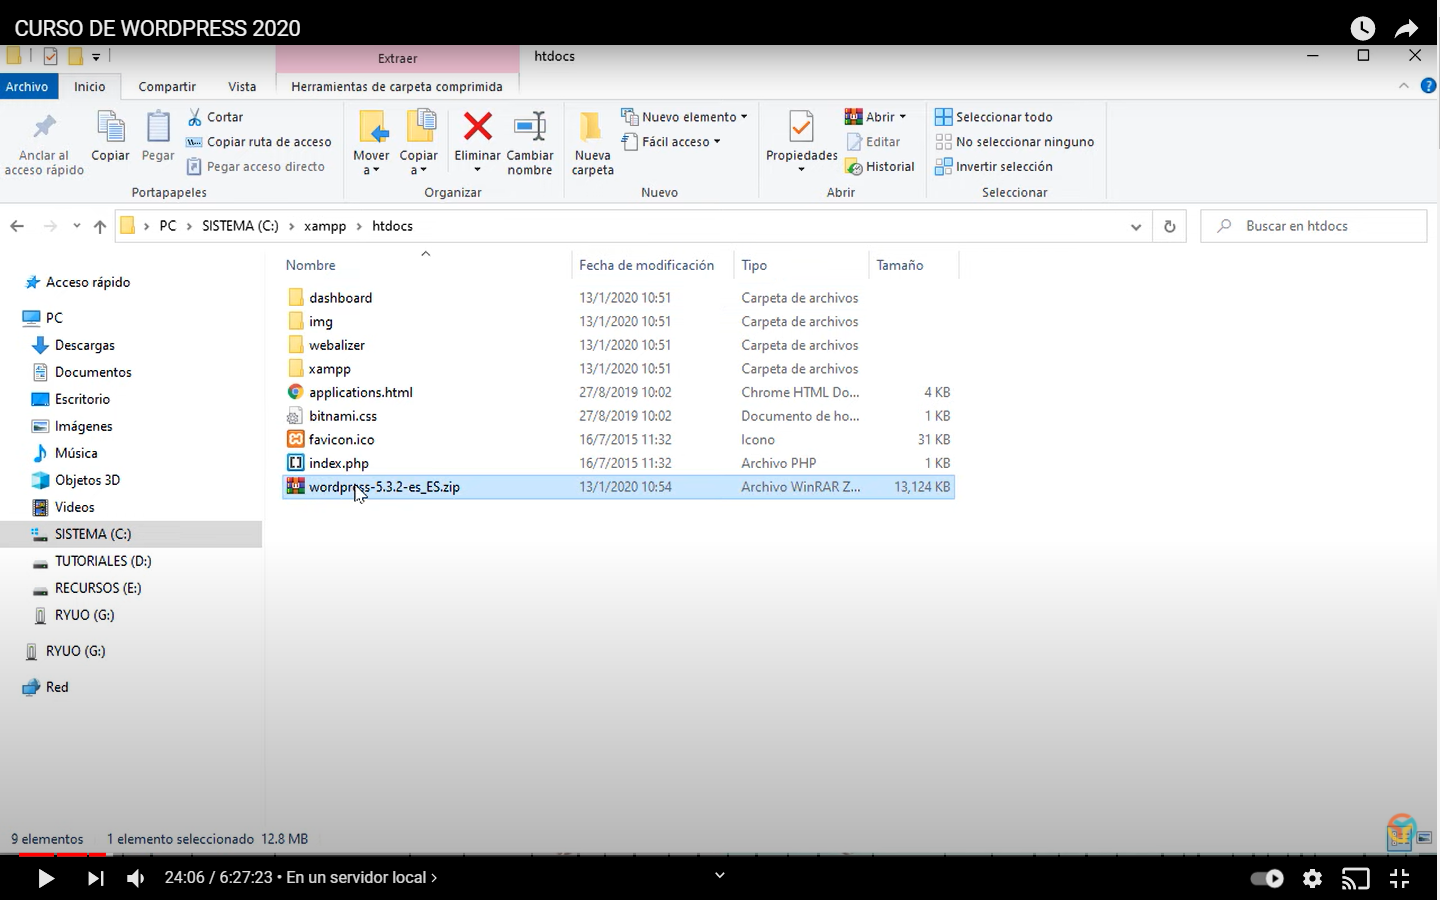 CURSO DE WORDPRESS 2020
Extraer
htdocs
Archivo Inicio Compartir Vista Herramientas de carpeta comprimida
Anclar al acceso rápido
Copiar
Pegar
Cortar
Copiar ruta de acceso
Pegar acceso directo
Portapapeles
Mover a
Copiar a
Eliminar
Cambiar nombre
Organizar
Nueva carpeta
Nuevo elemento
Fácil acceso
Nuevo
Propiedades
Abrir
Editar
Historial
Abrir
Seleccionar todo
No seleccionar ninguno
Invertir selección
Seleccionar
PC > SISTEMA (C:) > xampp > htdocs
Buscar en htdocs
Acceso rápido
PC
Descargas
Documentos
Escritorio
Imágenes
Música
Objetos 3D
Videos
SISTEMA (C:)
TUTORIALES (D:)
RECURSOS (E:)
RYUO (G:)
RYUO (G:)
Red
Nombre Fecha de modificación Tipo Tamaño
dashboard 13/1/2020 10:51 Carpeta de archivos
img 13/1/2020 10:51 Carpeta de archivos
webalizer 13/1/2020 10:51 Carpeta de archivos
xampp 13/1/2020 10:51 Carpeta de archivos
applications.html 27/8/2019 10:02 Chrome HTML Do... 4 KB
bitnami.css 27/8/2019 10:02 Documento de ho... 1 KB
favicon.ico 16/7/2015 11:32 Icono 31 KB
index.php 16/7/2015 11:32 Archivo PHP 1 KB
wordpress-5.3.2-es_ES.zip 13/1/2020 10:54 Archivo WinRAR Z... 13,124 KB
9 elementos 1 elemento seleccionado 12.8 MB
24:06 / 6:27:23 • En un servidor local >